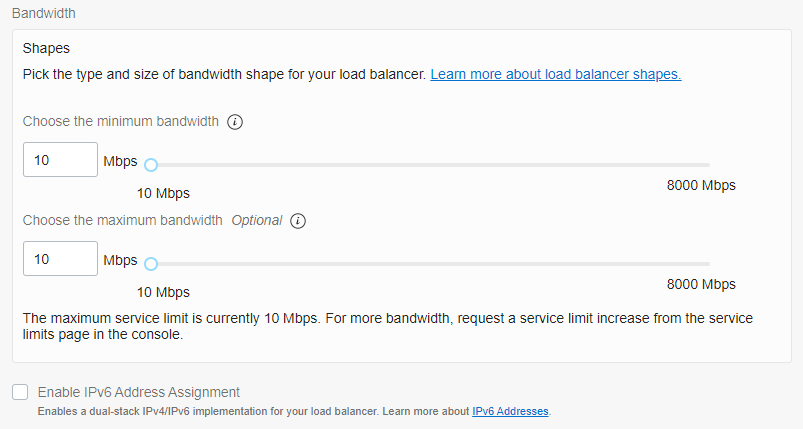 Bandwidth
Shapes
Pick the type and size of bandwidth shape for your load balancer. Learn more about load balancer shapes.
Choose the minimum bandwidth i
10 Mbps
10 Mbps 8000 Mbps
Choose the maximum bandwidth Optional i
10 Mbps
10 Mbps 8000 Mbps
The maximum service limit is currently 10 Mbps. For more bandwidth, request a service limit increase from the service
limits page in the console.
Enable IPv6 Address Assignment
Enables a dual-stack IPv4/IPv6 implementation for your load balancer. Learn more about IPv6 Addresses.